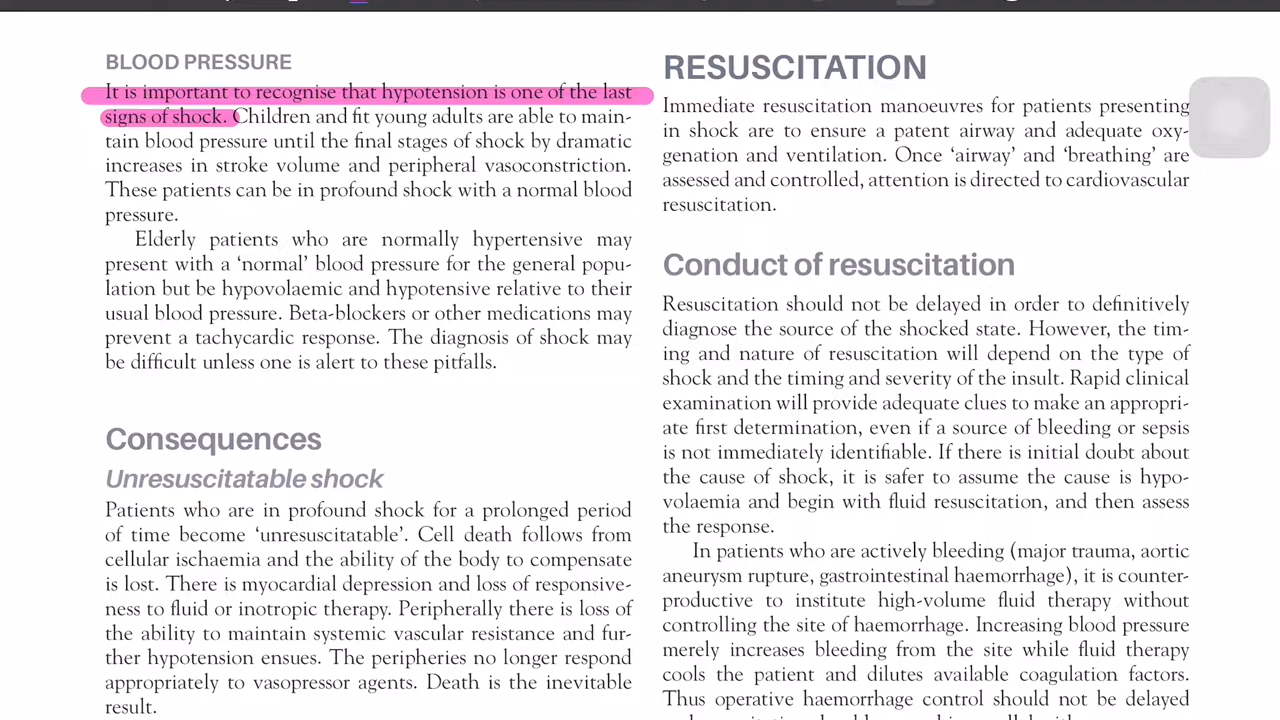 BLOOD PRESSURE
It is important to recognise that hypotension is one of the last
signs of shock. Children and fit young adults are able to main-
tain blood pressure until the final stages of shock by dramatic
increases in stroke volume and peripheral vasoconstriction.
These patients can be in profound shock with a normal blood
pressure.
Elderly patients who are normally hypertensive may
present with a ‘normal’ blood pressure for the general popu-
lation but be hypovolaemic and hypotensive relative to their
usual blood pressure. Beta-blockers or other medications may
prevent a tachycardic response. The diagnosis of shock may
be difficult unless one is alert to these pitfalls.
Consequences
Unresuscitatable shock
Patients who are in profound shock for a prolonged period
of time become ‘unresuscitatable’. Cell death follows from
cellular ischaemia and the ability of the body to compensate
is lost. There is myocardial depression and loss of responsive-
ness to fluid or inotropic therapy. Peripherally there is loss of
the ability to maintain systemic vascular resistance and fur-
ther hypotension ensues. The peripheries no longer respond
appropriately to vasopressor agents. Death is the inevitable
result.
RESUSCITATION
Immediate resuscitation manoeuvres for patients presenting
in shock are to ensure a patent airway and adequate oxy-
genation and ventilation. Once ‘airway’ and ‘breathing’ are
assessed and controlled, attention is directed to cardiovascular
resuscitation.
Conduct of resuscitation
Resuscitation should not be delayed in order to definitively
diagnose the source of the shocked state. However, the tim-
ing and nature of resuscitation will depend on the type of
shock and the timing and severity of the insult. Rapid clinical
examination will provide adequate clues to make an appropri-
ate first determination, even if a source of bleeding or sepsis
is not immediately identifiable. If there is initial doubt about
the cause of shock, it is safer to assume the cause is hypo-
volaemia and begin with fluid resuscitation, and then assess
the response.
In patients who are actively bleeding (major trauma, aortic
aneurysm rupture, gastrointestinal haemorrhage), it is counter-
productive to institute high-volume fluid therapy without
controlling the site of haemorrhage. Increasing blood pressure
merely increases bleeding from the site while fluid therapy
cools the patient and dilutes available coagulation factors.
Thus operative haemorrhage control should not be delayed